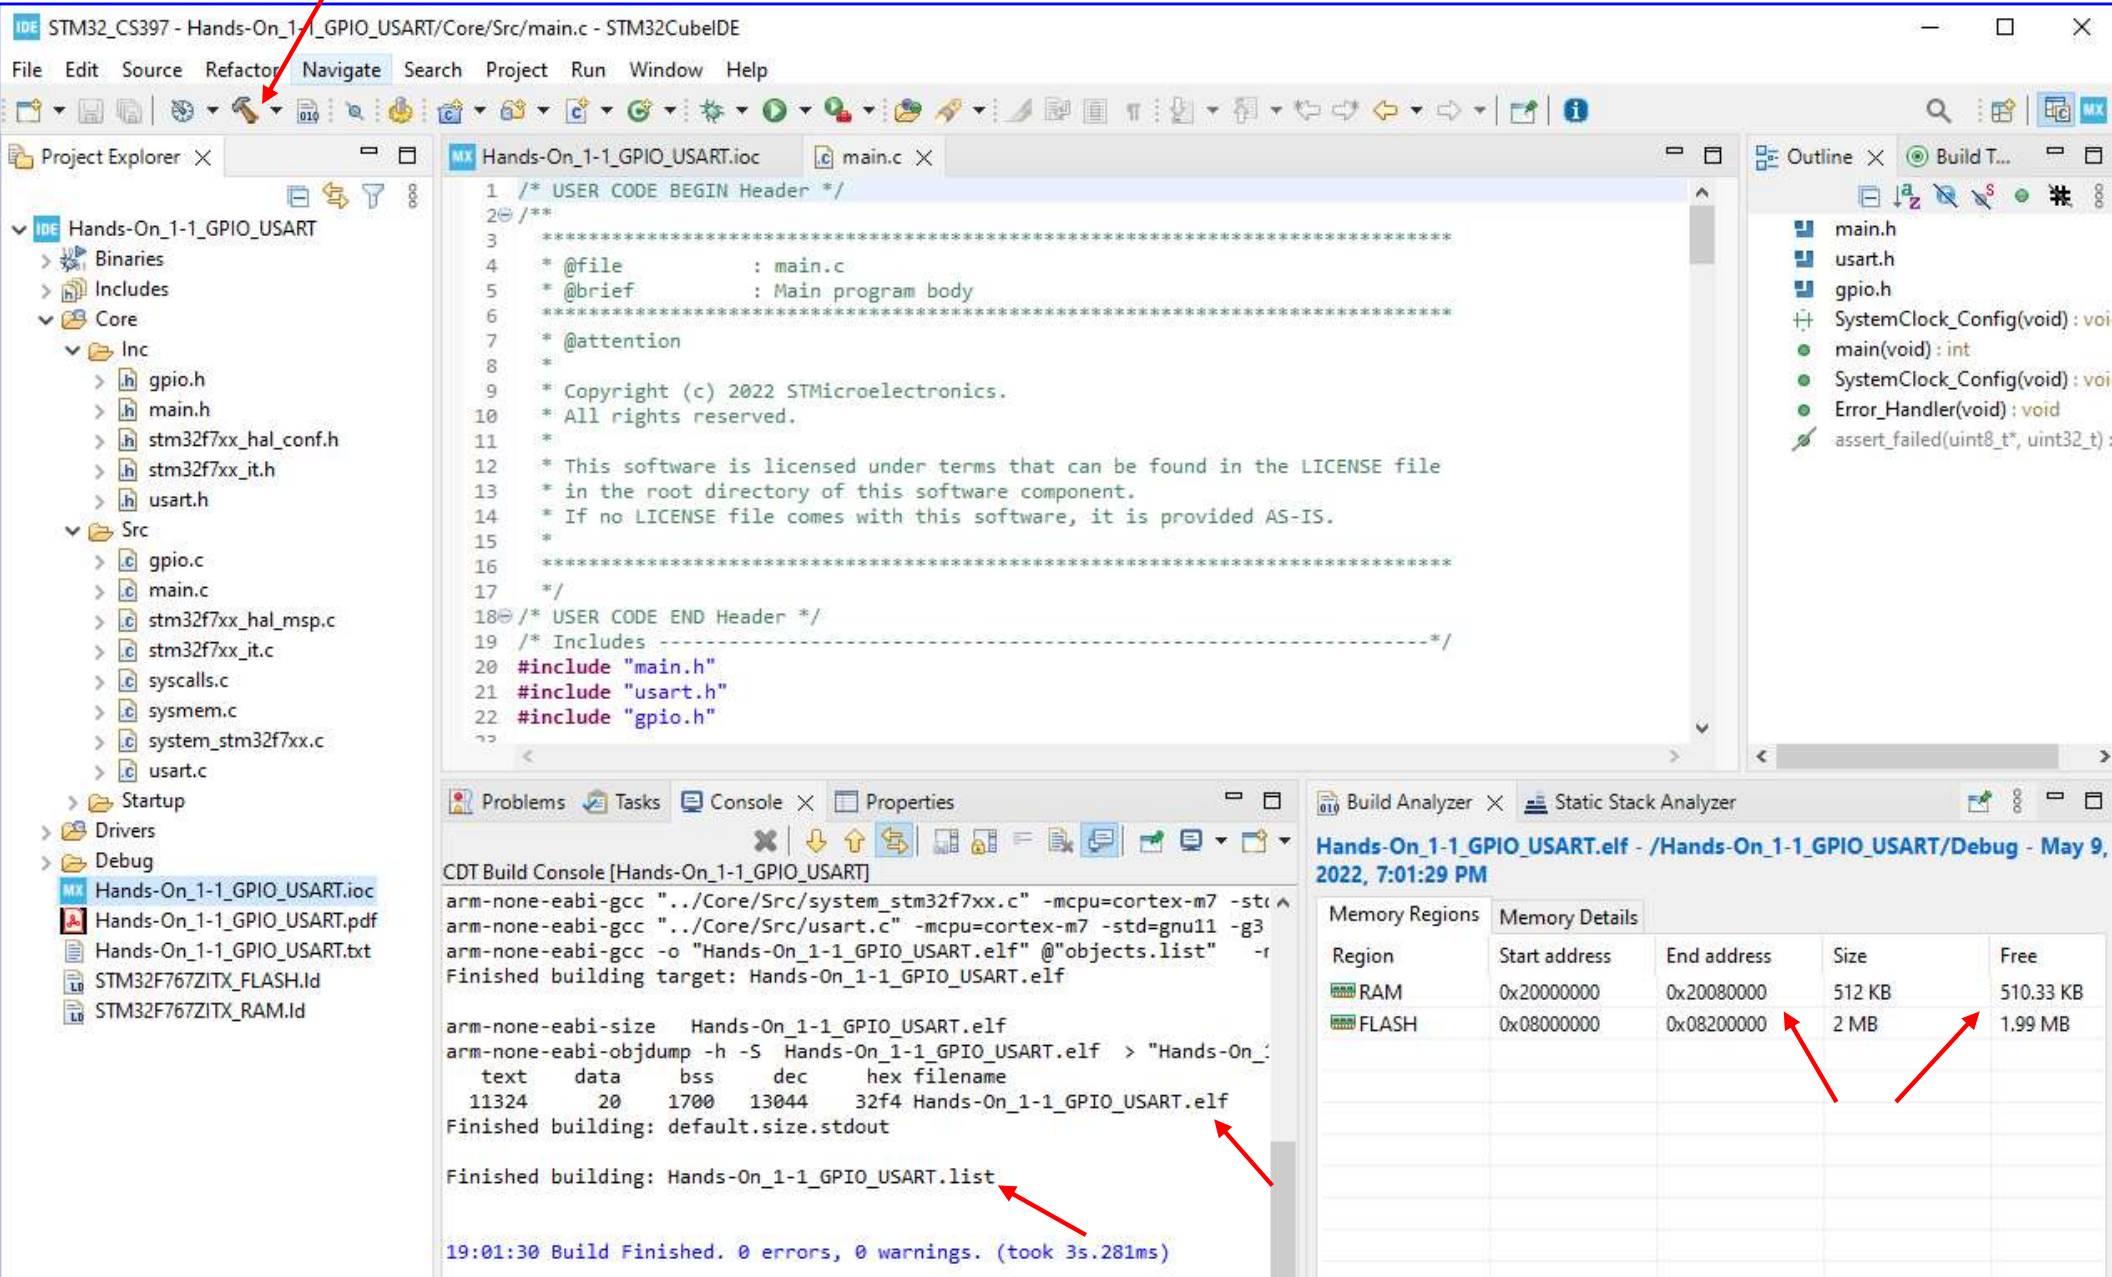 IDE STM32_CS397 - Hands-On_1-1_GPIO_USART/Core/Src/main.c - STM32CubeIDE
File Edit Source Refactor Navigate Search Project Run Window Help
Project Explorer
Hands-On_1-1_GPIO_USART
Binaries
Includes
Core
Inc
gpio.h
main.h
stm32f7xx_hal_conf.h
stm32f7xx_it.h
usart.h
Src
gpio.c
main.c
stm32f7xx_hal_msp.c
stm32f7xx_it.c
syscalls.c
sysmem.c
system_stm32f7xx.c
usart.c
Startup
Drivers
Debug
Hands-On_1-1_GPIO_USART.ioc
Hands-On_1-1_GPIO_USART.pdf
Hands-On_1-1_GPIO_USART.txt
STM32F767ZITX_FLASH.ld
STM32F767ZITX_RAM.ld
MX Hands-On_1-1_GPIO_USART.ioc main.c
1 /* USER CODE BEGIN Header */
2 /**
3 ******************************************************************************
4 * @file : main.c
5 * @brief : Main program body
6 ******************************************************************************
7 * @attention
8 *
9 * Copyright (c) 2022 STMicroelectronics.
10 * All rights reserved.
11 *
12 * This software is licensed under terms that can be found in the LICENSE file
13 * in the root directory of this software component.
14 * If no LICENSE file comes with this software, it is provided AS-IS.
15 *
16 ******************************************************************************
17 */
18 /* USER CODE END Header */
19 /* Includes ------------------------------------------------------------------*/
20 #include "main.h"
21 #include "usart.h"
22 #include "gpio.h"
23
Outline Build T...
main.h
usart.h
gpio.h
SystemClock_Config(void) : voi
main(void) : int
SystemClock_Config(void) : voi
Error_Handler(void) : void
assert_failed(uint8_t*, uint32_t) :
Problems Tasks Console Properties
CDT Build Console [Hands-On_1-1_GPIO_USART]
arm-none-eabi-gcc "../Core/Src/system_stm32f7xx.c" -mcpu=cortex-m7
arm-none-eabi-gcc "../Core/Src/usart.c" -mcpu=cortex-m7 -std=gnu11 -g3
arm-none-eabi-gcc -o "Hands-On_1-1_GPIO_USART.elf" @"objects.list"
Finished building target: Hands-On_1-1_GPIO_USART.elf
arm-none-eabi-size Hands-On_1-1_GPIO_USART.elf
arm-none-eabi-objdump -h -S Hands-On_1-1_GPIO_USART.elf > "Hands-On_
text data bss dec hex filename
11324 20 1700 13044 32f4 Hands-On_1-1_GPIO_USART.elf
Finished building: default.size.stdout
Finished building: Hands-On_1-1_GPIO_USART.list
19:01:30 Build Finished. 0 errors, 0 warnings. (took 3s.281ms)
Build Analyzer Static Stack Analyzer
Hands-On_1-1_GPIO_USART.elf - /Hands-On_1-1_GPIO_USART/Debug - May 9,
2022, 7:01:29 PM
Memory Regions Memory Details
Region Start address End address Size Free
RAM 0x20000000 0x20080000 512 KB 510.33 KB
FLASH 0x08000000 0x08200000 2 MB 1.99 MB